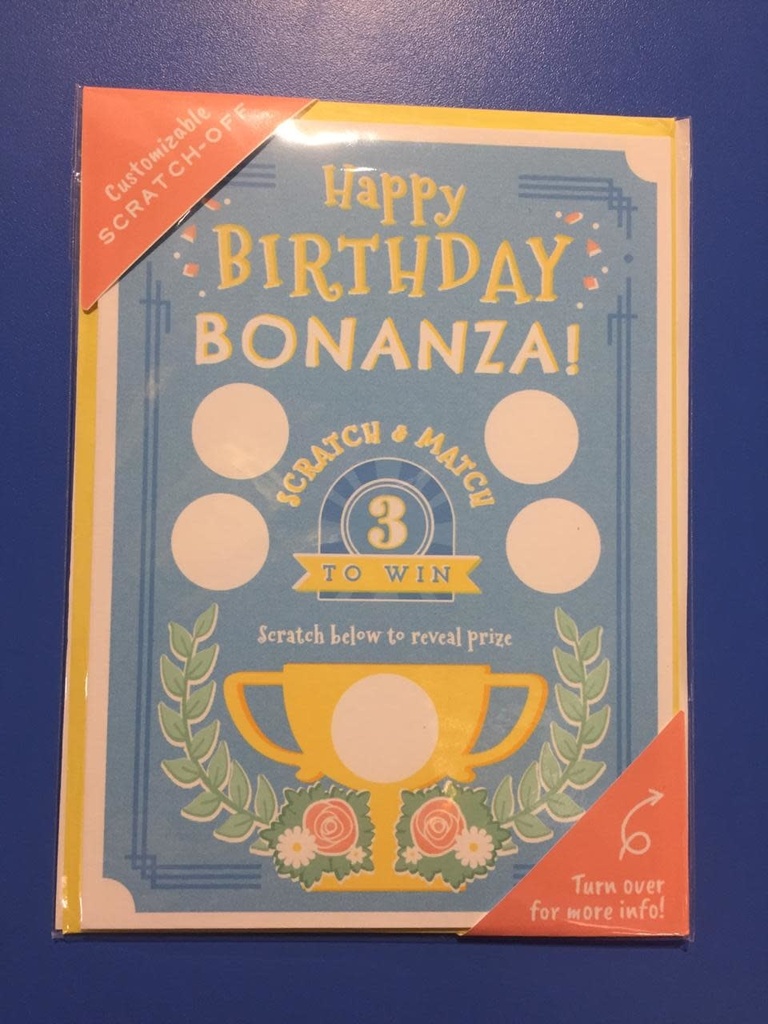 Customizable
SCRATCH-OFF
Happy
BIRTHDAY
BONANZA!
SCRATCH & MATCH
3
TO WIN
Scratch below to reveal prize
Turn over
for more info!